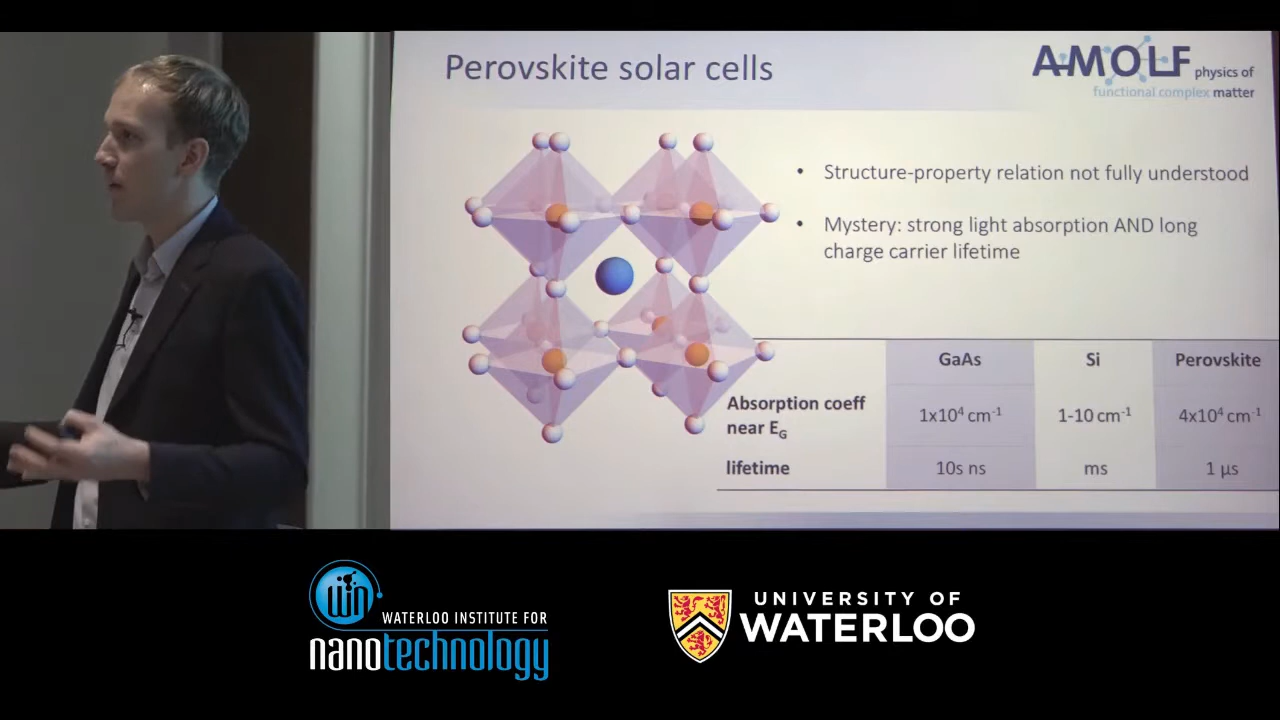 Perovskite solar cells
AMOLF physics of
functional complex matter
• Structure-property relation not fully understood
• Mystery: strong light absorption AND long
charge carrier lifetime
GaAs Si Perovskite
Absorption coeff
near E_G 1x10⁴ cm⁻¹ 1-10 cm⁻¹ 4x10⁴ cm⁻¹
lifetime 10s ns ms 1 µs
WIN
WATERLOO INSTITUTE FOR
nanotechnology
UNIVERSITY OF
WATERLOO